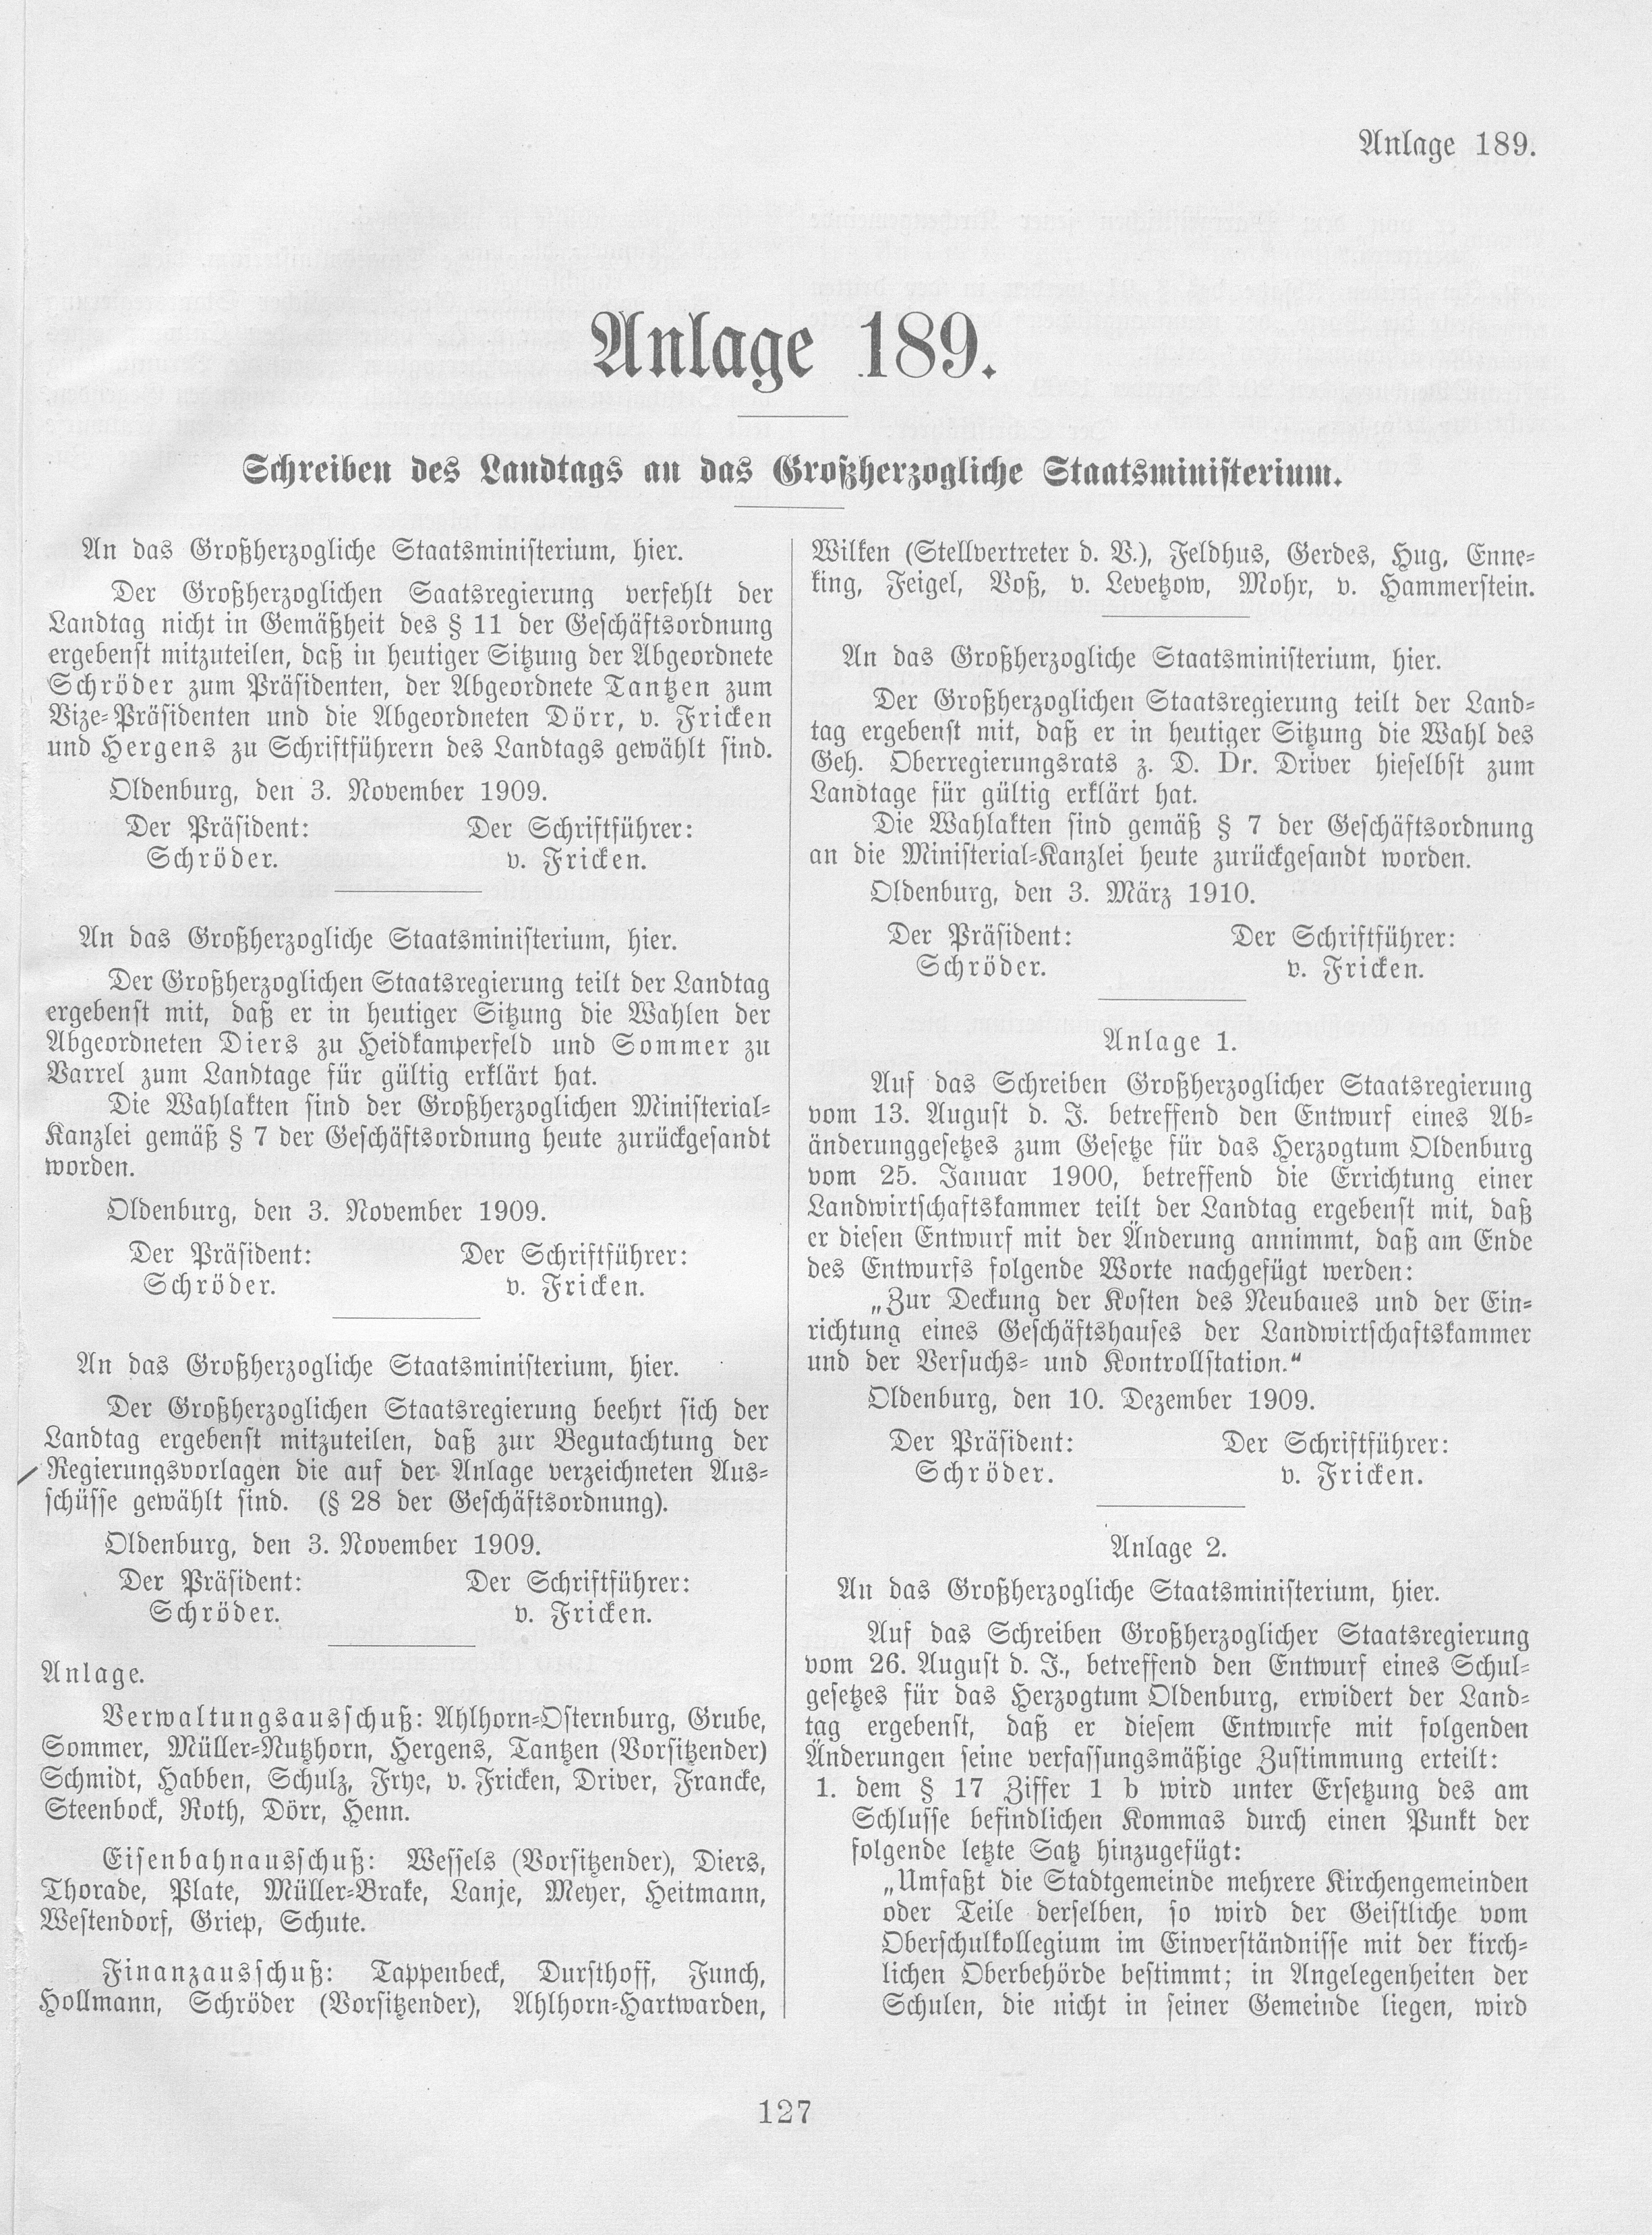 Anlage 189.
Anlage 189.
Schreiben des Landtags an das Großherzogliche Staatsministerium.
An das Großherzogliche Staatsministerium, hier.
Der Großherzoglichen Saatsregierung verfehlt der
Landtag nicht in Gemäßheit des § 11 der Geschäftsordnung
ergebenst mitzuteilen, daß in heutiger Sitzung der Abgeordnete
Schröder zum Präsidenten, der Abgeordnete Tantzen zum
Vize-Präsidenten und die Abgeordneten Dörr, v. Fricken
und Hergens zu Schriftführern des Landtags gewählt sind.
Oldenburg, den 3. November 1909.
Der Präsident: Der Schriftführer:
Schröder. v. Fricken.
An das Großherzogliche Staatsministerium, hier.
Der Großherzoglichen Staatsregierung teilt der Landtag
ergebenst mit, daß er in heutiger Sitzung die Wahlen der
Abgeordneten Diers zu Heidkamperfeld und Sommer zu
Varrel zum Landtage für gültig erklärt hat.
Die Wahlakten sind der Großherzoglichen Ministerial-
Kanzlei gemäß § 7 der Geschäftsordnung heute zurückgesandt
worden.
Oldenburg, den 3. November 1909.
Der Präsident: Der Schriftführer:
Schröder. v. Fricken.
An das Großherzogliche Staatsministerium, hier.
Der Großherzoglichen Staatsregierung beehrt sich der
Landtag ergebenst mitzuteilen, daß zur Begutachtung der
Regierungsvorlagen die auf der Anlage verzeichneten Aus-
schüsse gewählt sind. (§ 28 der Geschäftsordnung).
Oldenburg, den 3. November 1909.
Der Präsident: Der Schriftführer:
Schröder. v. Fricken.
Anlage.
Verwaltungsausschuß: Ahlhorn-Osternburg, Grube,
Sommer, Müller-Nutzhorn, Hergens, Tantzen (Vorsitzender)
Schmidt, Habben, Schulz, Frye, v. Fricken, Driver, Francke,
Steenbock, Roth, Dörr, Henn.
Eisenbahnausschuß: Wessels (Vorsitzender), Diers,
Thorade, Plate, Müller-Brake, Lanje, Meyer, Heitmann,
Westendorf, Griep, Schute.
Finanzausschuß: Tappenbeck, Dursthoff, Funch,
Hollmann, Schröder (Vorsitzender), Ahlhorn-Hartwarden,
Wilken (Stellvertreter d. V.), Feldhus, Gerdes, Hug, Enne-
king, Feigel, Voß, v. Levetzow, Mohr, v. Hammerstein.
An das Großherzogliche Staatsministerium, hier.
Der Großherzoglichen Staatsregierung teilt der Land-
tag ergebenst mit, daß er in heutiger Sitzung die Wahl des
Geh. Oberregierungsrats z. D. Dr. Driver hieselbst zum
Landtage für gültig erklärt hat.
Die Wahlakten sind gemäß § 7 der Geschäftsordnung
an die Ministerial-Kanzlei heute zurückgesandt worden.
Oldenburg, den 3. März 1910.
Der Präsident: Der Schriftführer:
Schröder. v. Fricken.
Anlage 1.
Auf das Schreiben Großherzoglicher Staatsregierung
vom 13. August d. J. betreffend den Entwurf eines Ab-
änderunggesetzes zum Gesetze für das Herzogtum Oldenburg
vom 25. Januar 1900, betreffend die Errichtung einer
Landwirtschaftskammer teilt der Landtag ergebenst mit, daß
er diesen Entwurf mit der Änderung annimmt, daß am Ende
des Entwurfs folgende Worte nachgefügt werden:
„Zur Deckung der Kosten des Neubaues und der Ein-
richtung eines Geschäftshauses der Landwirtschaftskammer
und der Versuchs- und Kontrollstation.“
Oldenburg, den 10. Dezember 1909.
Der Präsident: Der Schriftführer:
Schröder. v. Fricken.
Anlage 2.
An das Großherzogliche Staatsministerium, hier.
Auf das Schreiben Großherzoglicher Staatsregierung
vom 26. August d. J., betreffend den Entwurf eines Schul-
gesetzes für das Herzogtum Oldenburg, erwidert der Land-
tag ergebenst, daß er diesem Entwurfe mit folgenden
Änderungen seine verfassungsmäßige Zustimmung erteilt:
1. dem § 17 Ziffer 1 b wird unter Ersetzung des am
Schlusse befindlichen Kommas durch einen Punkt der
folgende letzte Satz hinzugefügt:
„Umfaßt die Stadtgemeinde mehrere Kirchengemeinden
oder Teile derselben, so wird der Geistliche vom
Oberschulkollegium im Einverständnisse mit der kirch-
lichen Oberbehörde bestimmt; in Angelegenheiten der
Schulen, die nicht in seiner Gemeinde liegen, wird
127